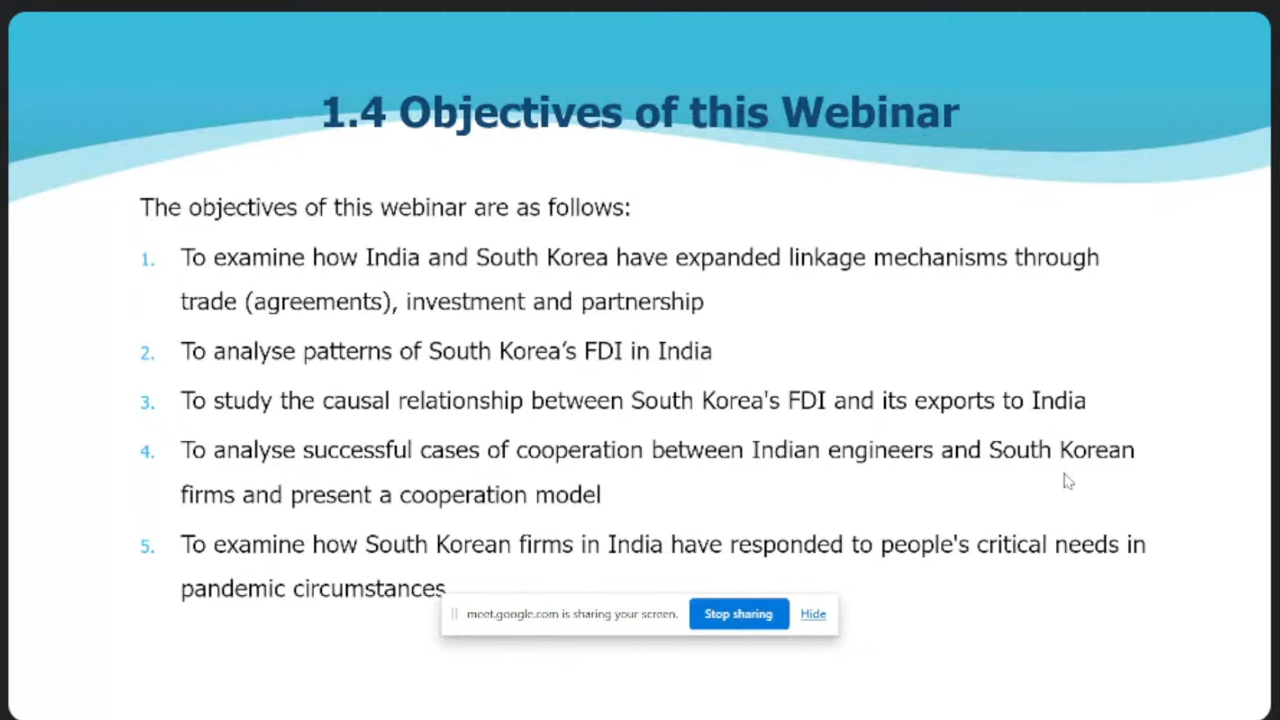 1.4 Objectives of this Webinar
The objectives of this webinar are as follows:
1. To examine how India and South Korea have expanded linkage mechanisms through
trade (agreements), investment and partnership
2. To analyse patterns of South Korea’s FDI in India
3. To study the causal relationship between South Korea's FDI and its exports to India
4. To analyse successful cases of cooperation between Indian engineers and South Korean
firms and present a cooperation model
5. To examine how South Korean firms in India have responded to people's critical needs in
pandemic circumstances
meet.google.com is sharing your screen. Stop sharing Hide